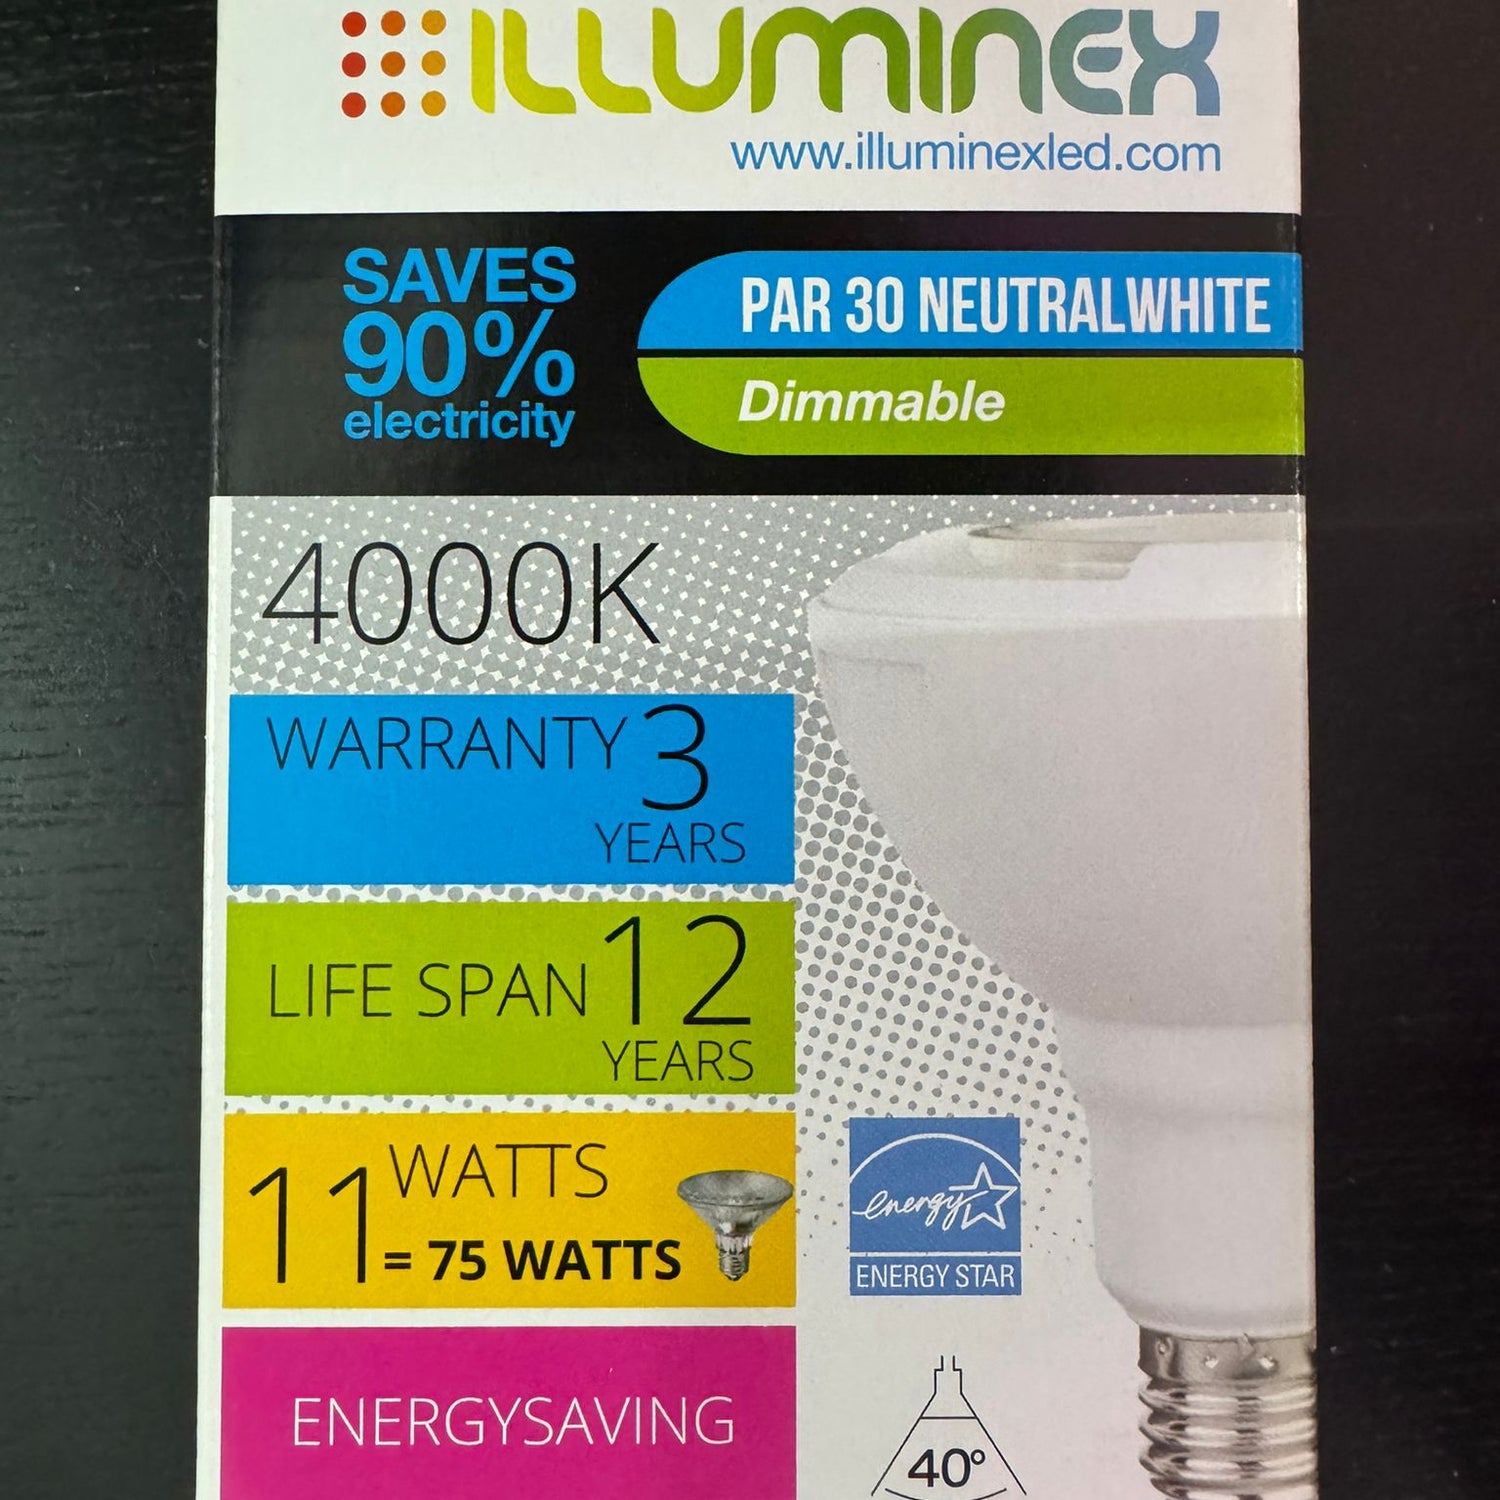 ILLUMINEX
www.illuminexled.com
SAVES
90%
electricity
PAR 30 NEUTRALWHITE
Dimmable
4000K
WARRANTY 3
YEARS
LIFE SPAN 12
YEARS
11 WATTS
= 75 WATTS
energy
ENERGY STAR
ENERGYSAVING
40°